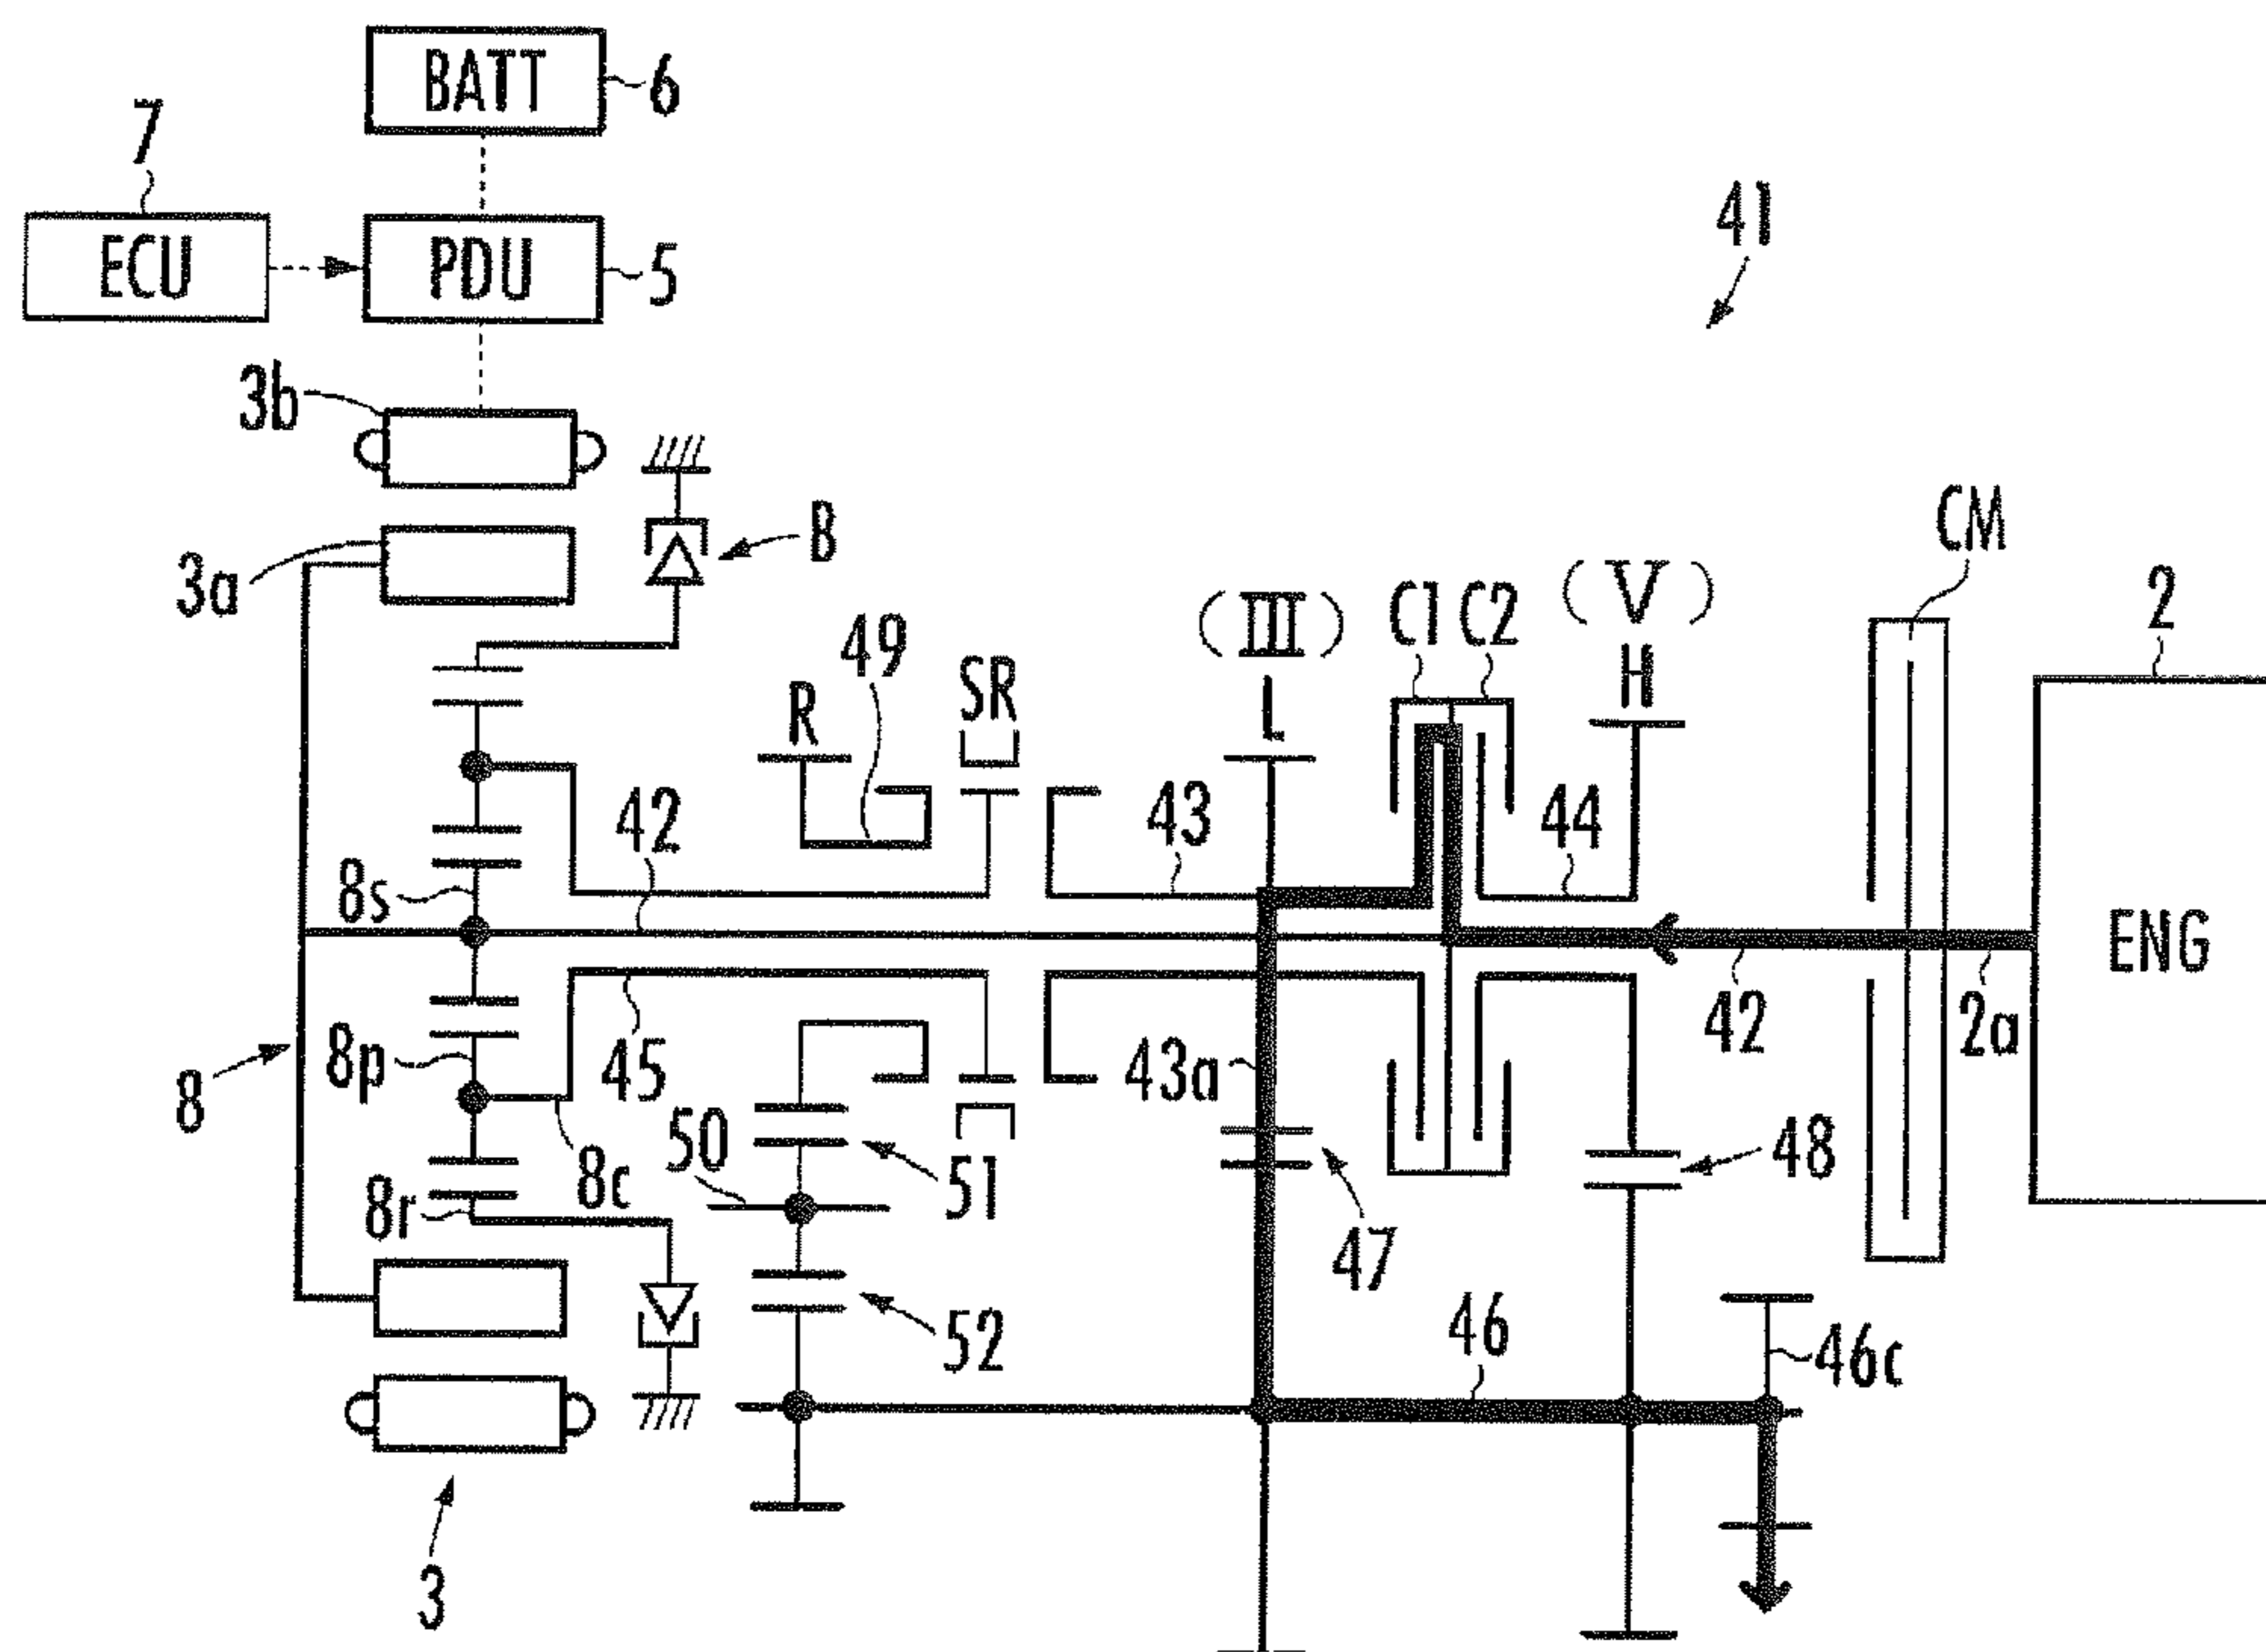 BATT
6
7
ECU
PDU
5
41
3b
3a
B
CM
2
(III)
C1
C2
(V)
49
SR
R
L
H
42
43
44
8s
ENG
8p
45
43a
42
2a
8
50
8c
51
48
8r
47
52
46
46c
3